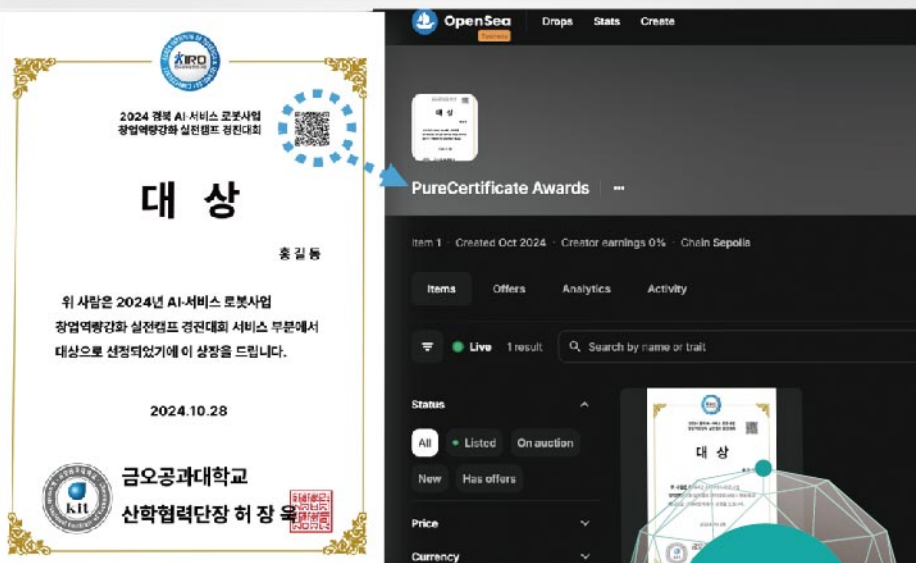 KIRO
2024 경북 AI·서비스 로봇사업
창업역량강화 실전캠프 경진대회
대 상
홍 길 동
위 사람은 2024년 AI·서비스 로봇사업
창업역량강화 실전캠프 경진대회 서비스 부분에서
대상으로 선정되었기에 이 상장을 드립니다.
2024.10.28
kit
금오공과대학교
산학협력단장 허 장 욱
OpenSea
Testnets
Drops
Stats
Create
PureCertificate Awards
Item 1 · Created Oct 2024 · Creator earnings 0% · Chain Sepolia
Items
Offers
Analytics
Activity
Live
1 result
Search by name or trait
Status
All
Listed
On auction
New
Has offers
Price
Currency
대 상